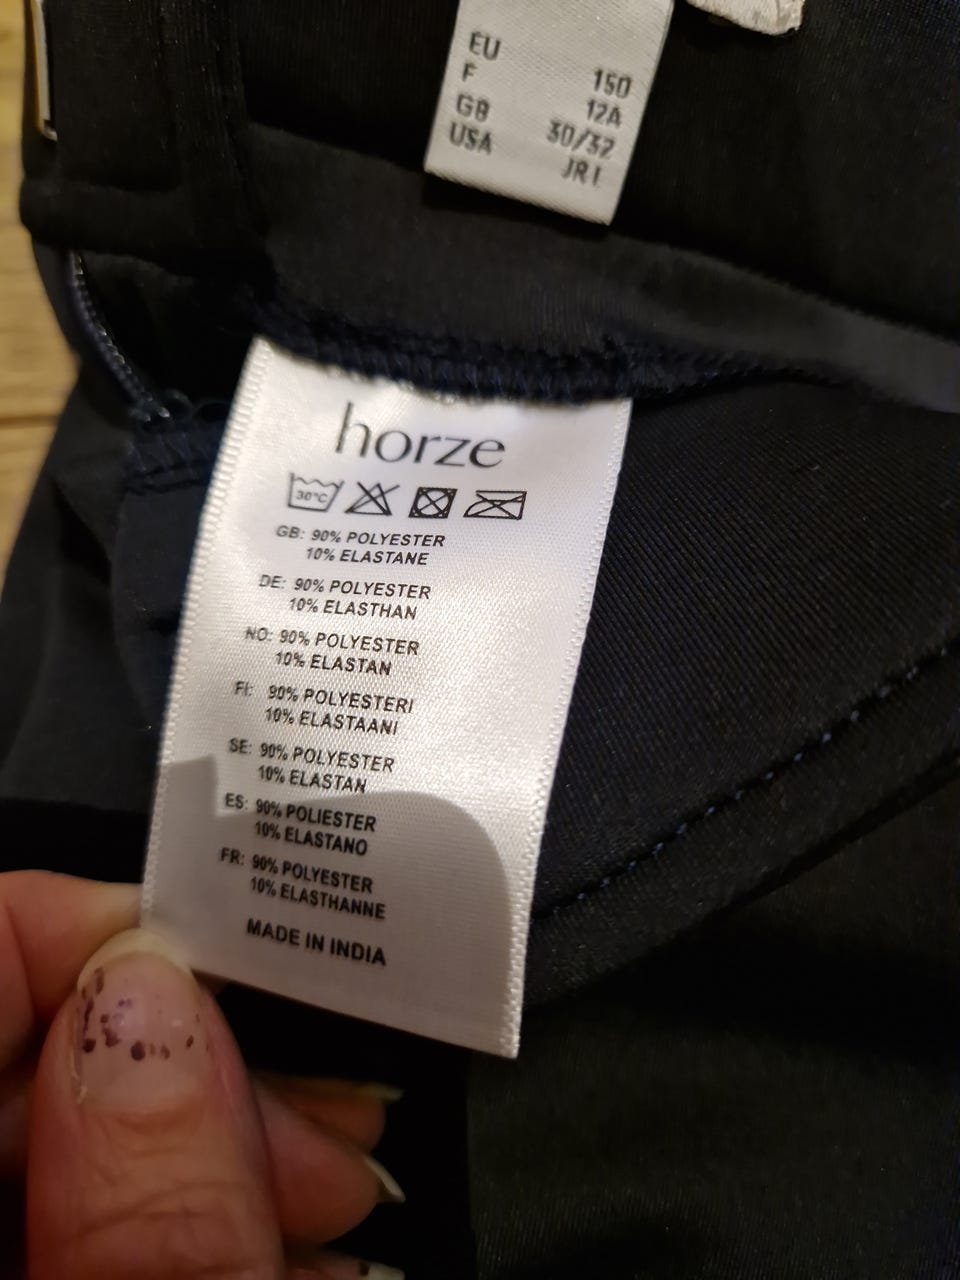 EU 150
F 12A
GB 30/32
USA JR I
horze
30°C
GB: 90% POLYESTER
10% ELASTANE
DE: 90% POLYESTER
10% ELASTHAN
NO: 90% POLYESTER
10% ELASTAN
FI: 90% POLYESTERI
10% ELASTAANI
SE: 90% POLYESTER
10% ELASTAN
ES: 90% POLIESTER
10% ELASTANO
FR: 90% POLYESTER
10% ELASTHANNE
MADE IN INDIA